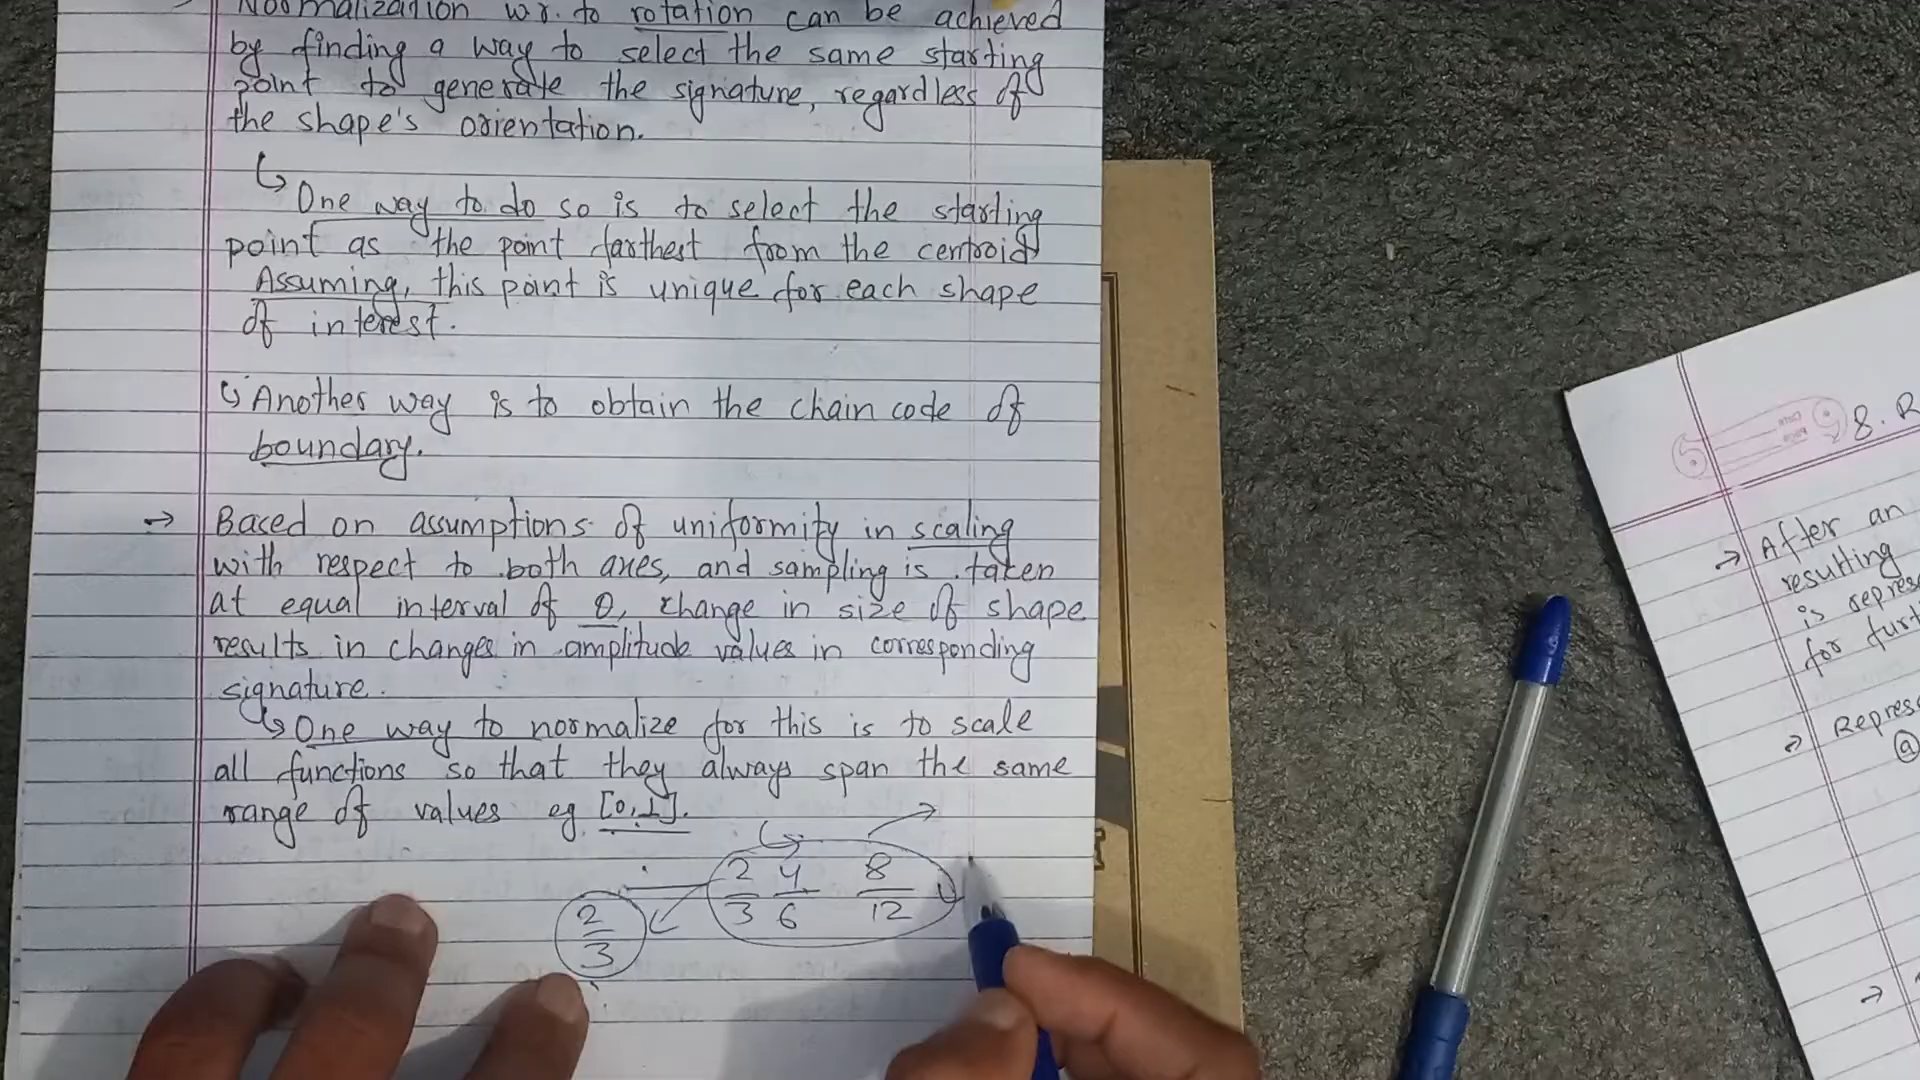 Normalization w.r. to rotation can be achieved
by finding a way to select the same starting
point to generate the signature, regardless of
the shape's orientation.
↳ One way to do so is to select the starting
point as the point farthest from the centroid
Assuming, this point is unique for each shape
of interest.
↳ Another way is to obtain the chain code of
boundary.
→ Based on assumptions of uniformity in scaling
with respect to both axes, and sampling is taken
at equal interval of θ, change in size of shape
results in changes in amplitude values in corresponding
signature.
↳ One way to normalize for this is to scale
all functions so that they always span the same
range of values eg [0,1].
2/3 4/6 8/12
2/3
8. R
→ After an
resulting
is repres
for furt
→ Represe
@
→